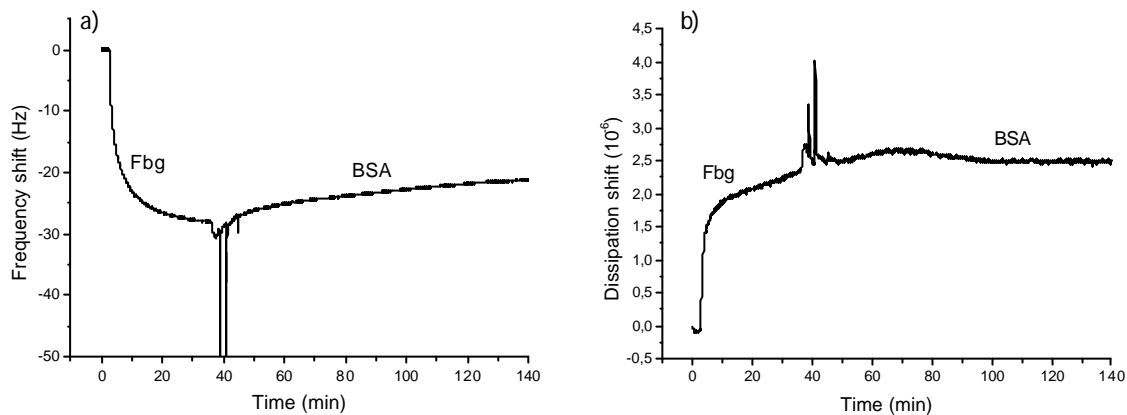 a)
Frequency shift (Hz)
0
-10
-20
-30
-40
-50
Fbg
BSA
0 20 40 60 80 100 120 140
Time (min)
b)
Dissipation shift (10⁻⁶)
4,5
4,0
3,5
3,0
2,5
2,0
1,5
1,0
0,5
0,0
-0,5
Fbg
BSA
0 20 40 60 80 100 120 140
Time (min)